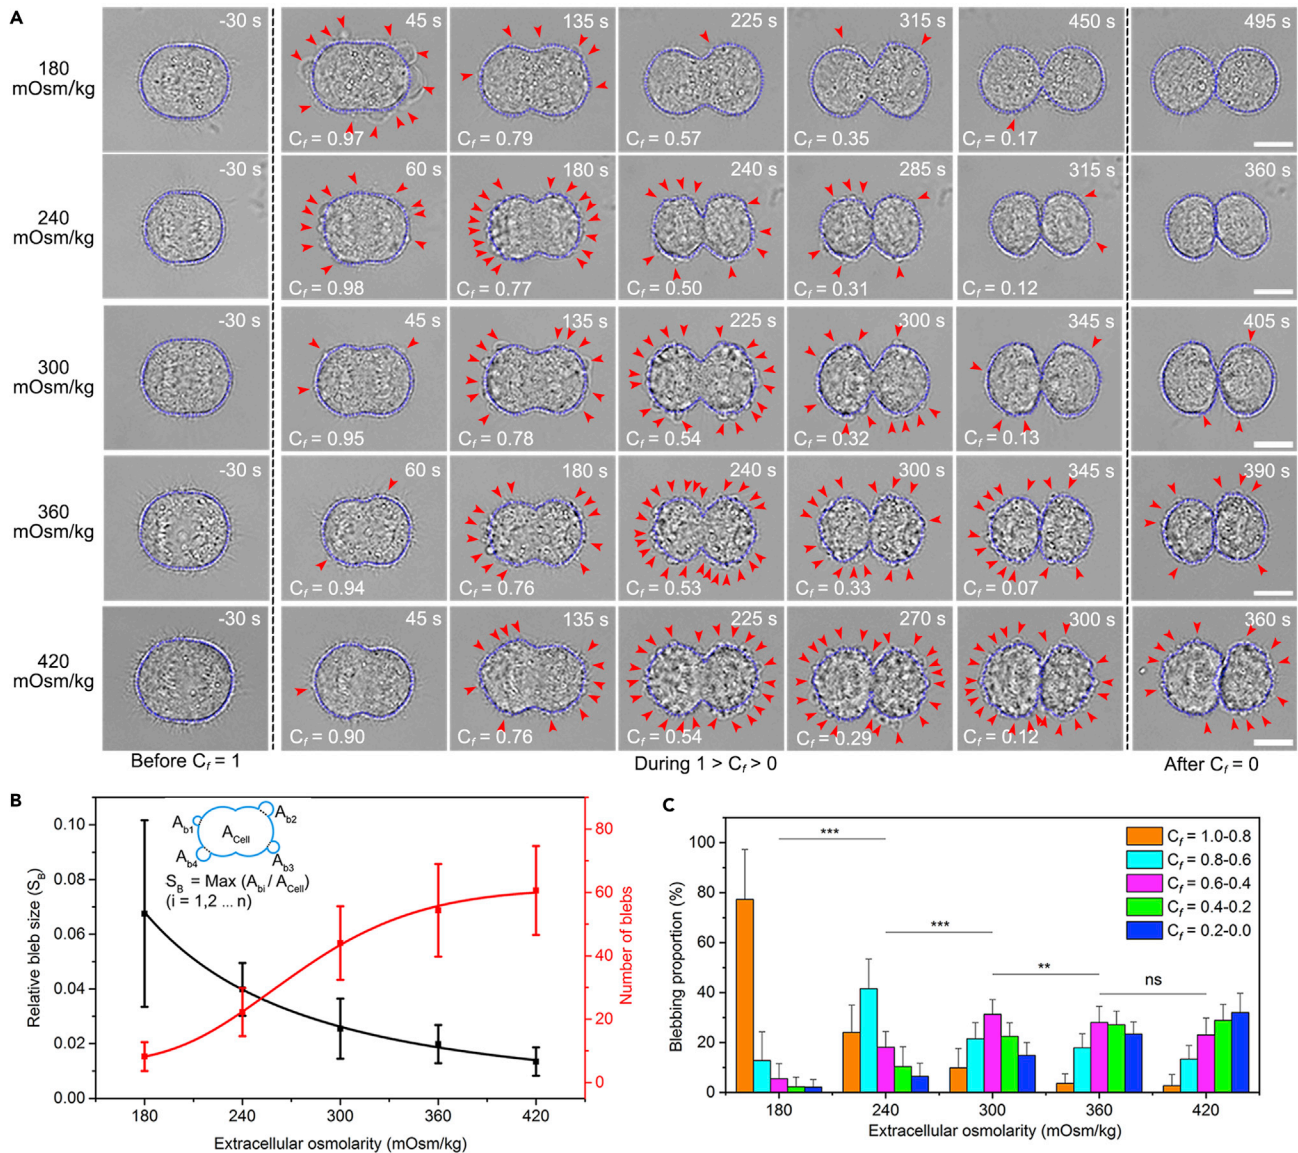 A
-30 s
45 s
135 s
225 s
315 s
450 s
495 s
180
mOsm/kg
Cf = 0.97
Cf = 0.79
Cf = 0.57
Cf = 0.35
Cf = 0.17
-30 s
60 s
180 s
240 s
285 s
315 s
360 s
240
mOsm/kg
Cf = 0.98
Cf = 0.77
Cf = 0.50
Cf = 0.31
Cf = 0.12
-30 s
45 s
135 s
225 s
300 s
345 s
405 s
300
mOsm/kg
Cf = 0.95
Cf = 0.78
Cf = 0.54
Cf = 0.32
Cf = 0.13
-30 s
60 s
180 s
240 s
300 s
345 s
390 s
360
mOsm/kg
Cf = 0.94
Cf = 0.76
Cf = 0.53
Cf = 0.33
Cf = 0.07
-30 s
45 s
135 s
225 s
270 s
300 s
360 s
420
mOsm/kg
Cf = 0.90
Cf = 0.76
Cf = 0.54
Cf = 0.29
Cf = 0.12
Before Cf = 1
During 1 > Cf > 0
After Cf = 0
B
Relative bleb size (SB)
0.10
0.08
0.06
0.04
0.02
0.00
Ab1
Ab2
ACell
Ab4
Ab3
SB = Max (Abi / ACell)
(i = 1,2 ... n)
80
60
40
20
0
Number of blebs
180
240
300
360
420
Extracellular osmolarity (mOsm/kg)
C
Blebbing proportion (%)
100
80
60
40
20
0
***
***
**
ns
Cf = 1.0-0.8
Cf = 0.8-0.6
Cf = 0.6-0.4
Cf = 0.4-0.2
Cf = 0.2-0.0
180
240
300
360
420
Extracellular osmolarity (mOsm/kg)